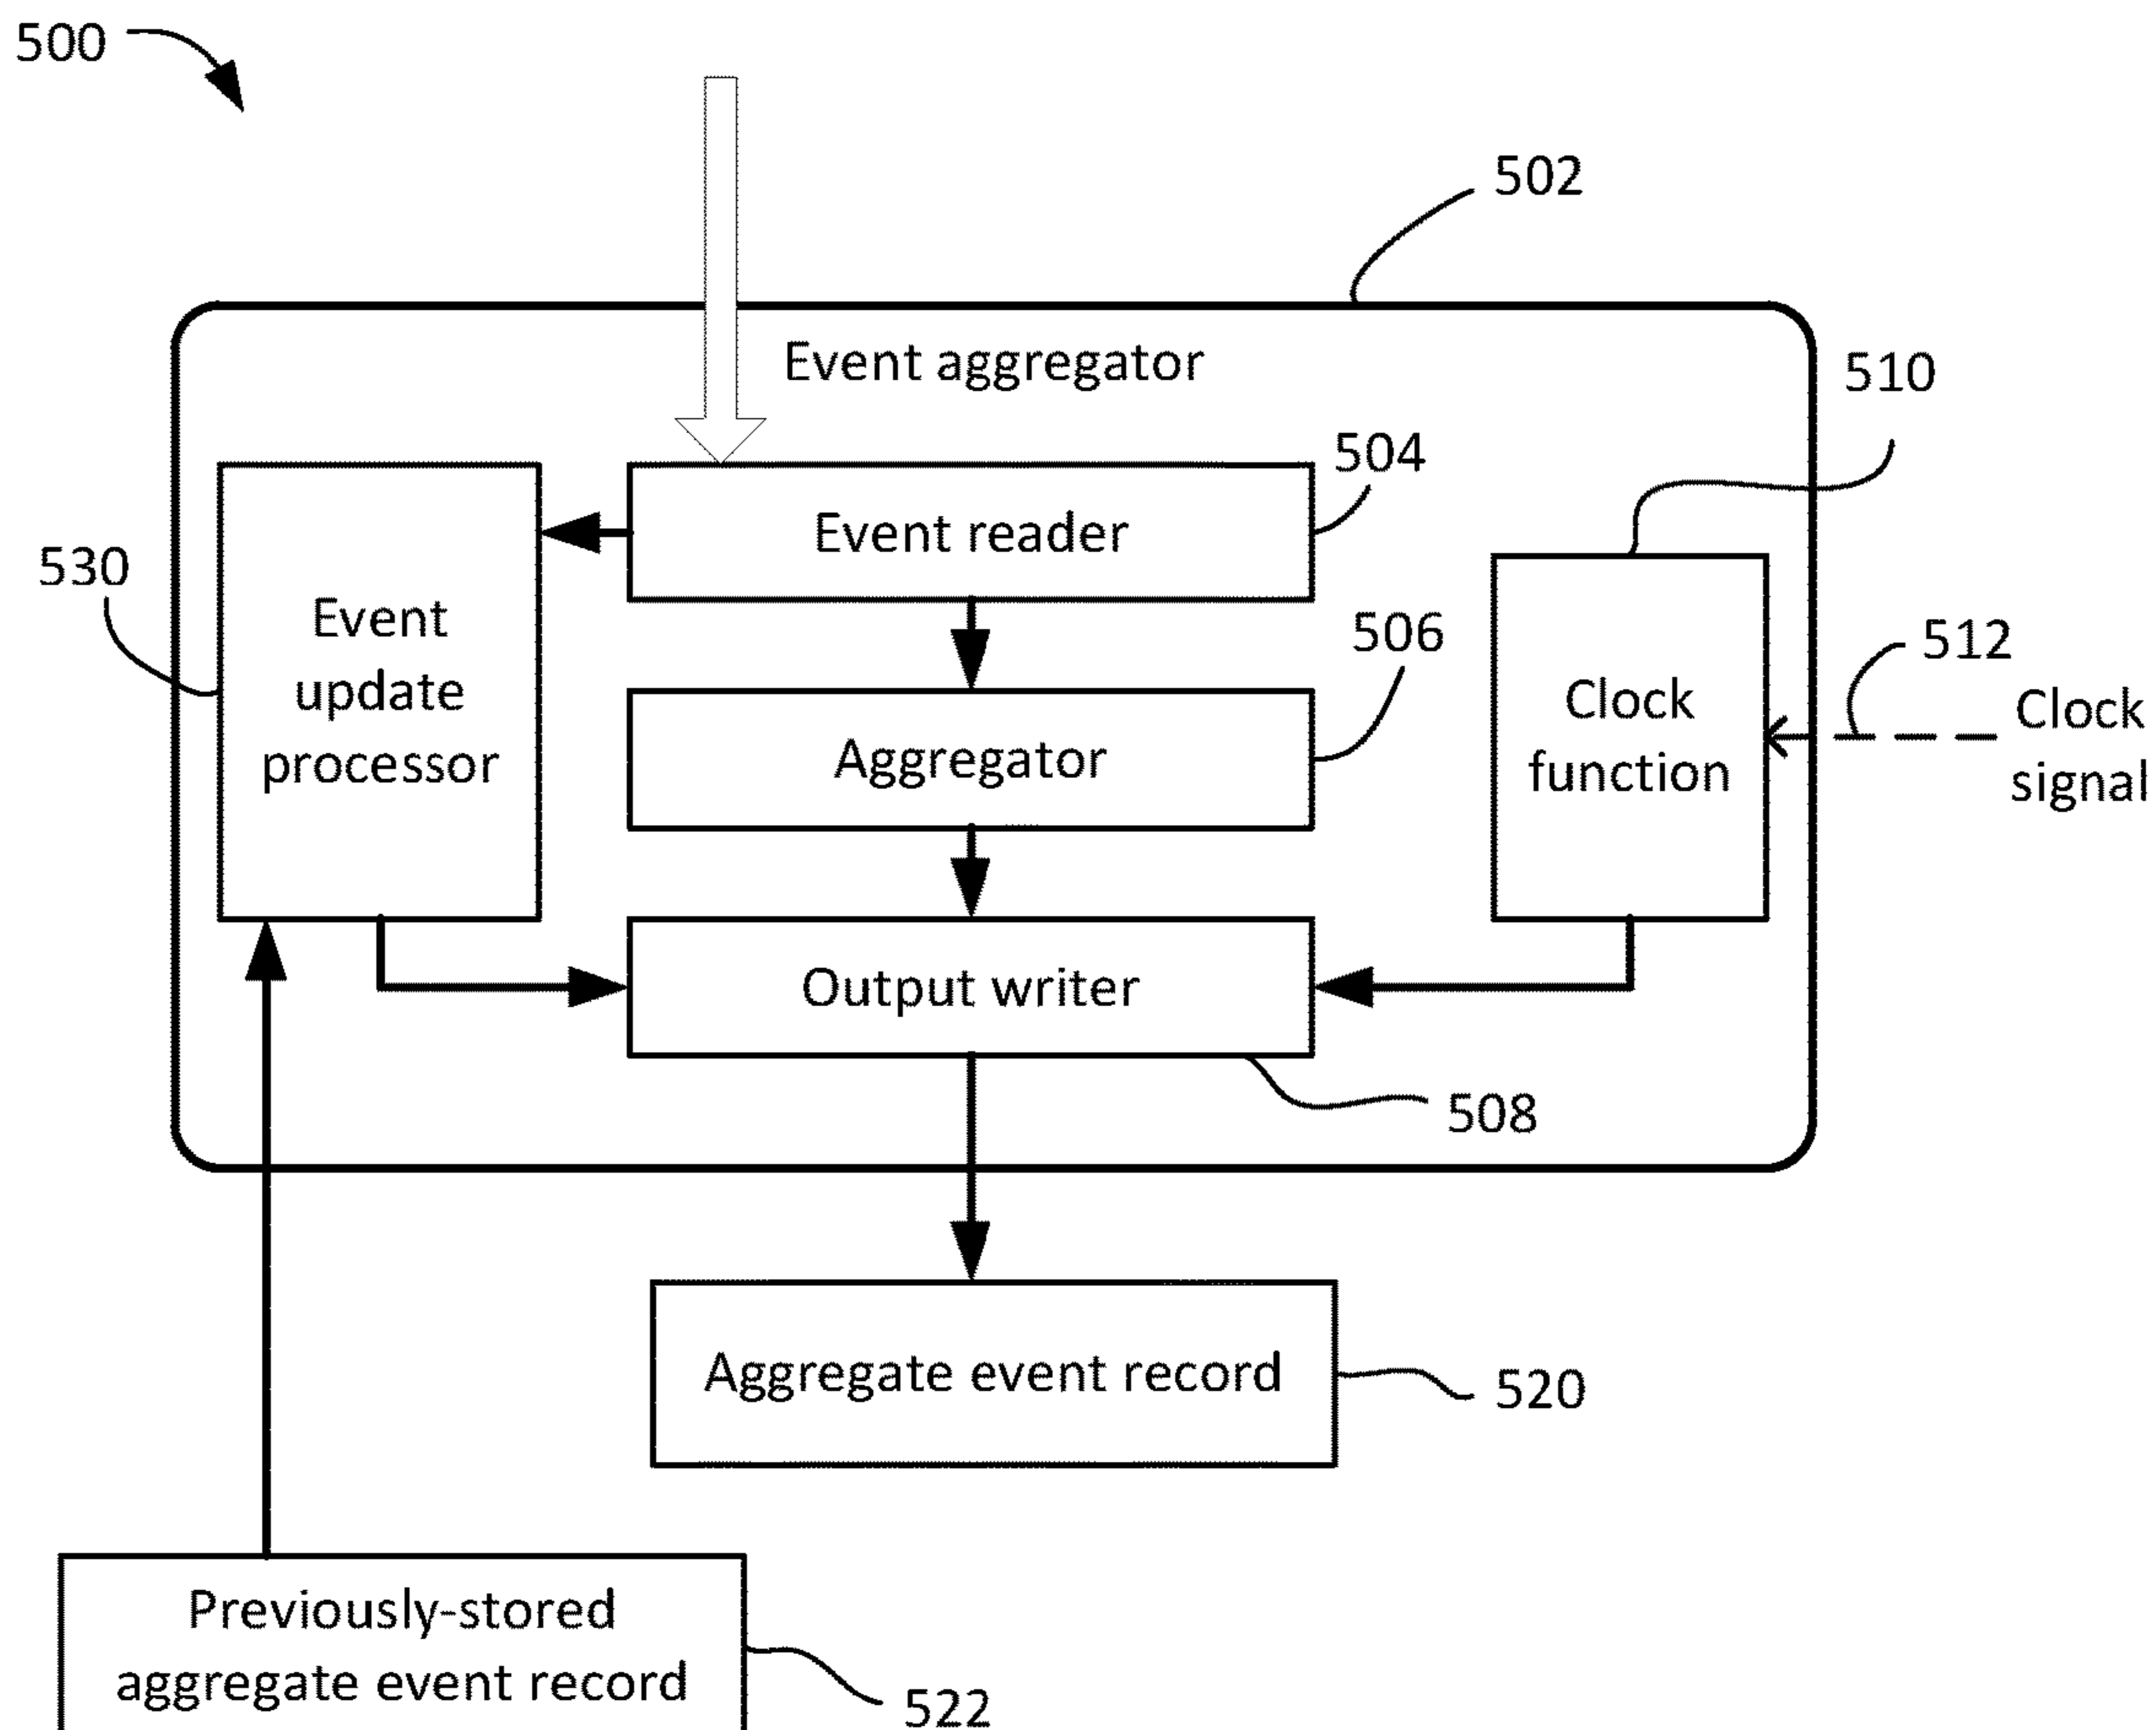 500
502
Event aggregator
510
504
Event reader
530
Event
update
processor
506
512
Clock
function
Clock
signal
Aggregator
Output writer
508
Aggregate event record
520
Previously-stored
aggregate event record
522